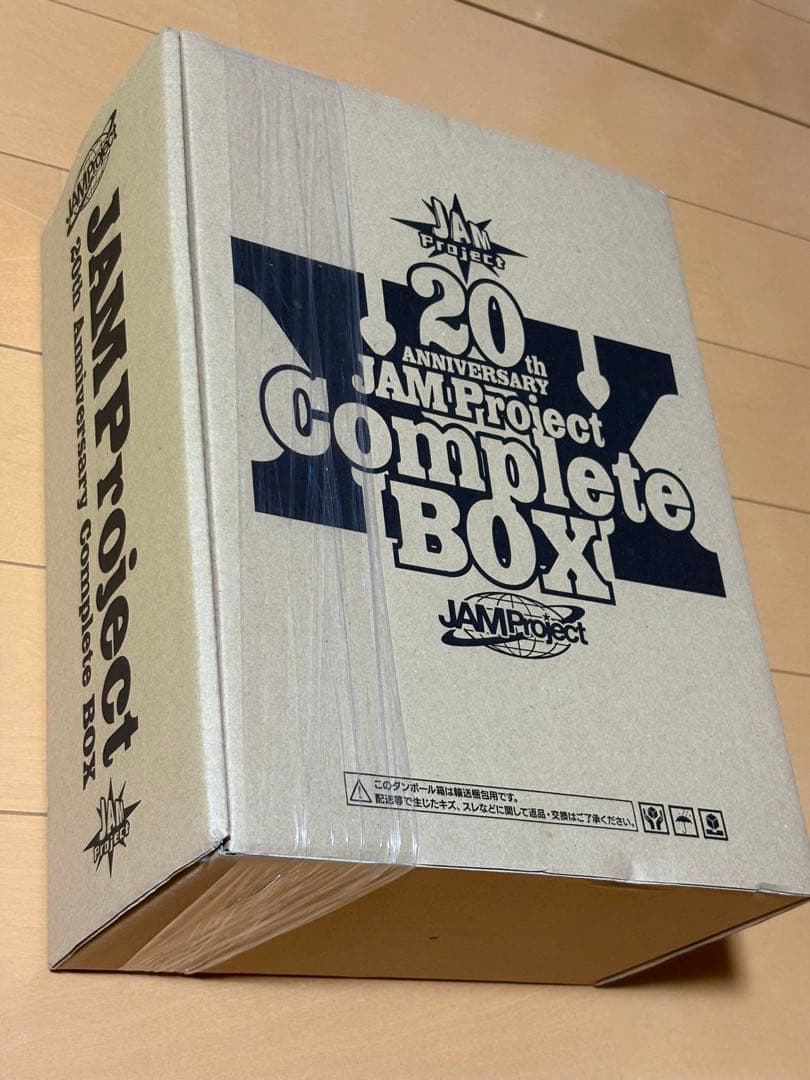 JAM Project
JAM Project
20th Anniversary Complete BOX
JAM
Project
JAM
Project
20th
ANNIVERSARY
JAM Project
Complete
BOX
JAM Project
このダンボール箱は輸送梱包用です。
配送等で生じたキズ、スレなどに関して返品・交換はご了承ください。